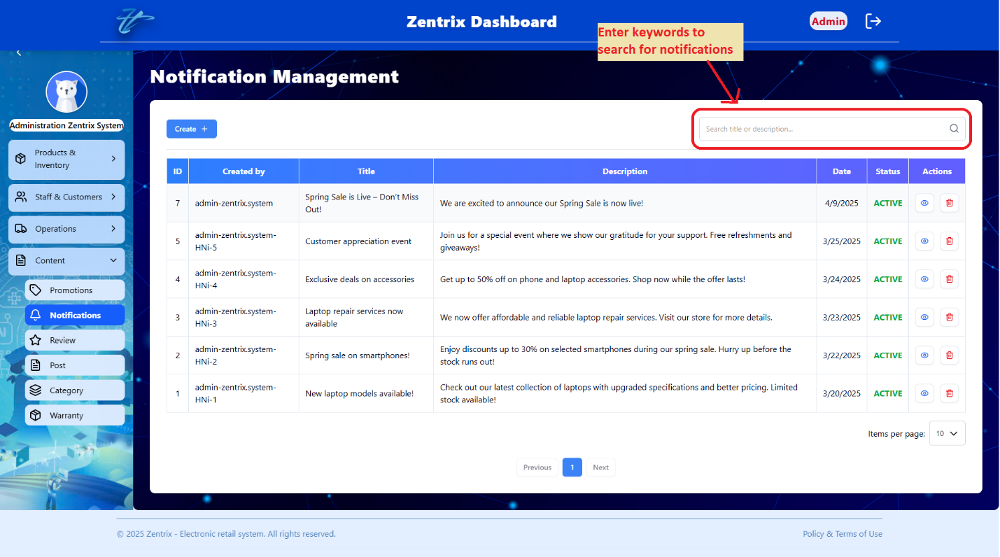 Zentrix Dashboard
Admin
Enter keywords to
search for notifications
Administration Zentrix System
Products &
Inventory
Staff & Customers
Operations
Content
Promotions
Notifications
Review
Post
Category
Warranty
Notification Management
Create +
Search title or description...
ID Created by Title Description Date Status Actions
7 admin-zentrix.system Spring Sale is Live – Don't Miss We are excited to announce our Spring Sale is now live! 4/9/2025 ACTIVE
Out!
admin-zentrix.system- Join us for a special event where we show our gratitude for your support. Free refreshments and
5 Customer appreciation event 3/25/2025 ACTIVE
HNi-5 giveaways!
admin-zentrix.system-
4 Exclusive deals on accessories Get up to 50% off on phone and laptop accessories. Shop now while the offer lasts! 3/24/2025 ACTIVE
HNi-4
admin-zentrix.system- Laptop repair services now
3 We now offer affordable and reliable laptop repair services. Visit our store for more details. 3/23/2025 ACTIVE
HNi-3 available
admin-zentrix.system- Enjoy discounts up to 30% on selected smartphones during our spring sale. Hurry up before the
2 Spring sale on smartphones! 3/22/2025 ACTIVE
HNi-2 stock runs out!
admin-zentrix.system- Check out our latest collection of laptops with upgraded specifications and better pricing. Limited
1 New laptop models available! 3/20/2025 ACTIVE
HNi-1 stock available!
Items per page: 10
Previous 1 Next
© 2025 Zentrix - Electronic retail system. All rights reserved.
Policy & Terms of Use